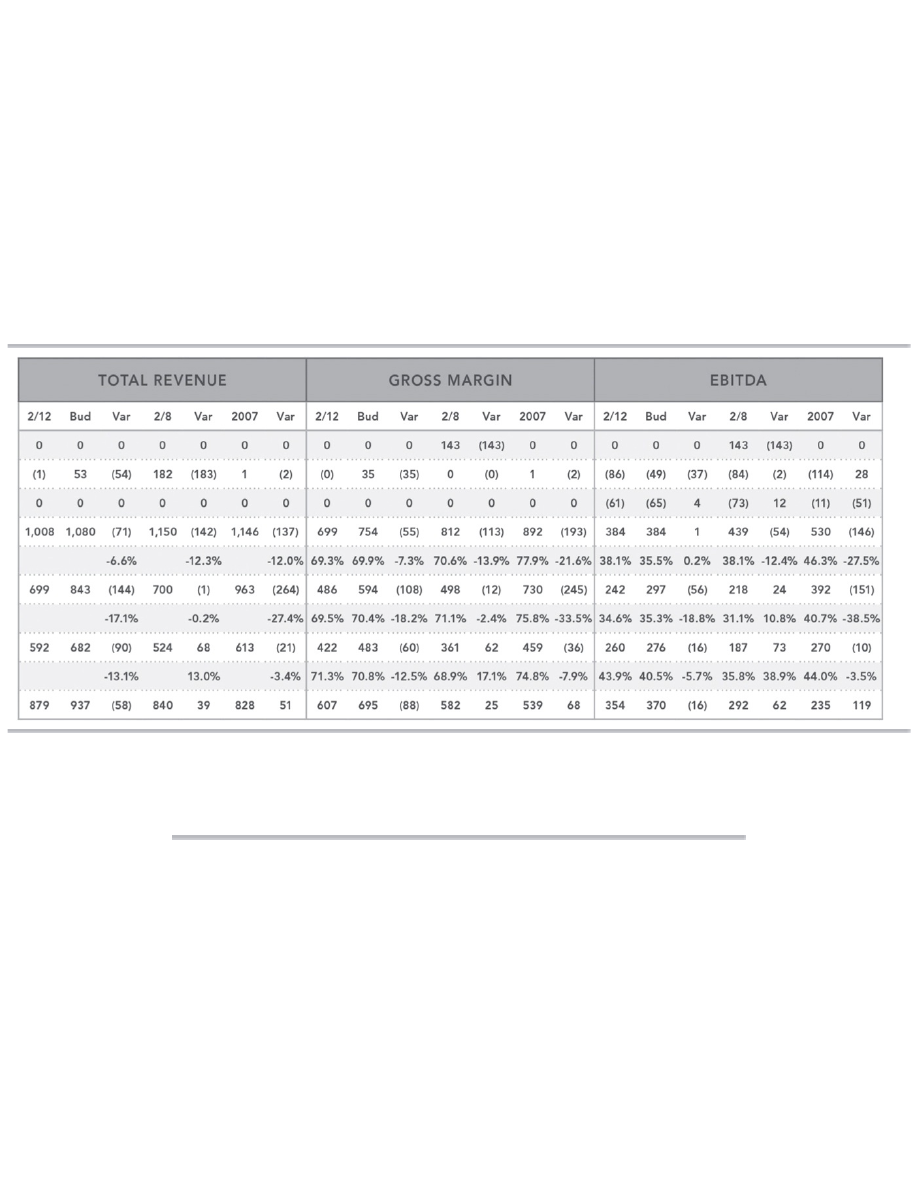 TOTAL REVENUE GROSS MARGIN EBITDA
2/12 Bud Var 2/8 Var 2007 Var 2/12 Bud Var 2/8 Var 2007 Var 2/12 Bud Var 2/8 Var 2007 Var
0 0 0 0 0 0 0 0 0 0 143 (143) 0 0 0 0 0 143 (143) 0 0
(1) 53 (54) 182 (183) 1 (2) (0) 35 (35) 0 (0) 1 (2) (86) (49) (37) (84) (2) (114) 28
0 0 0 0 0 0 0 0 0 0 0 0 0 0 (61) (65) 4 (73) 12 (11) (51)
1,008 1,080 (71) 1,150 (142) 1,146 (137) 699 754 (55) 812 (113) 892 (193) 384 384 1 439 (54) 530 (146)
-6.6% -12.3% -12.0% 69.3% 69.9% -7.3% 70.6% -13.9% 77.9% -21.6% 38.1% 35.5% 0.2% 38.1% -12.4% 46.3% -27.5%
699 843 (144) 700 (1) 963 (264) 486 594 (108) 498 (12) 730 (245) 242 297 (56) 218 24 392 (151)
-17.1% -0.2% -27.4% 69.5% 70.4% -18.2% 71.1% -2.4% 75.8% -33.5% 34.6% 35.3% -18.8% 31.1% 10.8% 40.7% -38.5%
592 682 (90) 524 68 613 (21) 422 483 (60) 361 62 459 (36) 260 276 (16) 187 73 270 (10)
-13.1% 13.0% -3.4% 71.3% 70.8% -12.5% 68.9% 17.1% 74.8% -7.9% 43.9% 40.5% -5.7% 35.8% 38.9% 44.0% -3.5%
879 937 (58) 840 39 828 51 607 695 (88) 582 25 539 68 354 370 (16) 292 62 235 119